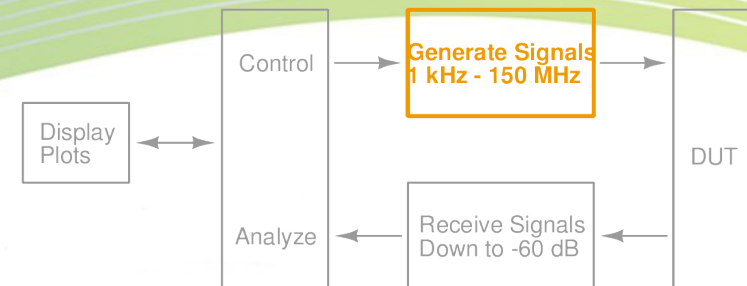 Control
Generate Signals
1 kHz - 150 MHz
Display
Plots
DUT
Analyze
Receive Signals
Down to -60 dB